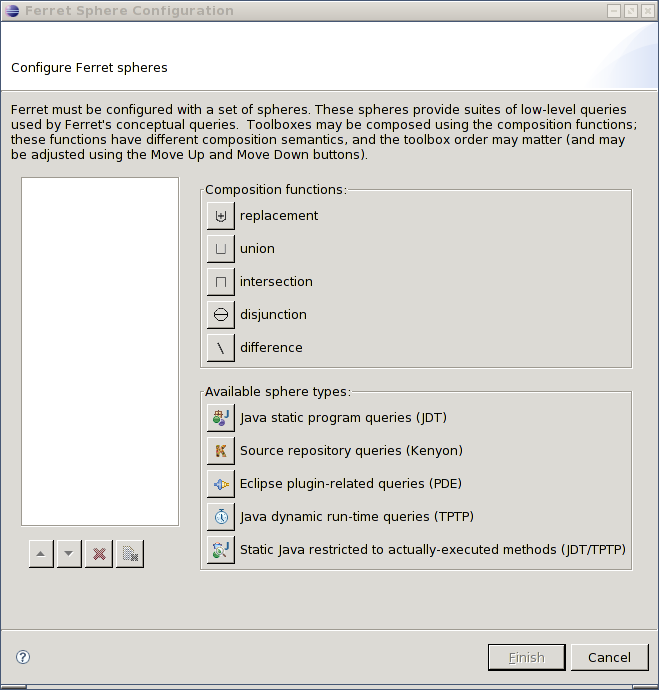 Ferret Sphere Configuration
Configure Ferret spheres
Ferret must be configured with a set of spheres. These spheres provide suites of low-level queries
used by Ferret's conceptual queries.  Toolboxes may be composed using the composition functions;
these functions have different composition semantics, and the toolbox order may matter (and may
be adjusted using the Move Up and Move Down buttons).
Composition functions:
replacement
union
intersection
disjunction
difference
Available sphere types:
Java static program queries (JDT)
Source repository queries (Kenyon)
Eclipse plugin-related queries (PDE)
Java dynamic run-time queries (TPTP)
Static Java restricted to actually-executed methods (JDT/TPTP)
Finish
Cancel